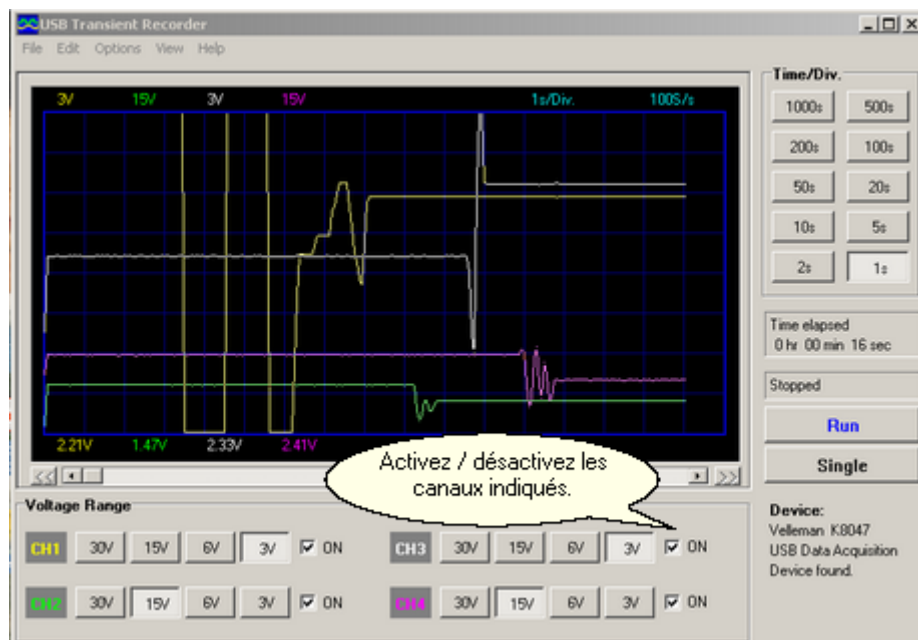 USB Transient Recorder
File Edit Options View Help
3V 15V 3V 15V 1s/Div. 100S/s
2.21V 1.47V 2.33V 2.41V
Time/Div.
1000s 500s
200s 100s
50s 20s
10s 5s
2s 1s
Time elapsed
0 hr 00 min 16 sec
Stopped
Run
Single
Activez / désactivez les
canaux indiqués.
Voltage Range
CH1 30V 15V 6V 3V ON
CH3 30V 15V 6V 3V ON
CH2 30V 15V 6V 3V ON
CH4 30V 15V 6V 3V ON
Device:
Velleman K8047
USB Data Acquisition
Device found.